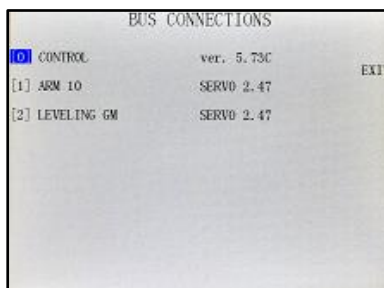 BUS CONNECTIONS
[0] CONTROL ver. 5.73C
EXI
[1] ARM 10 SERVO 2.47
[2] LEVELING GM SERVO 2.47